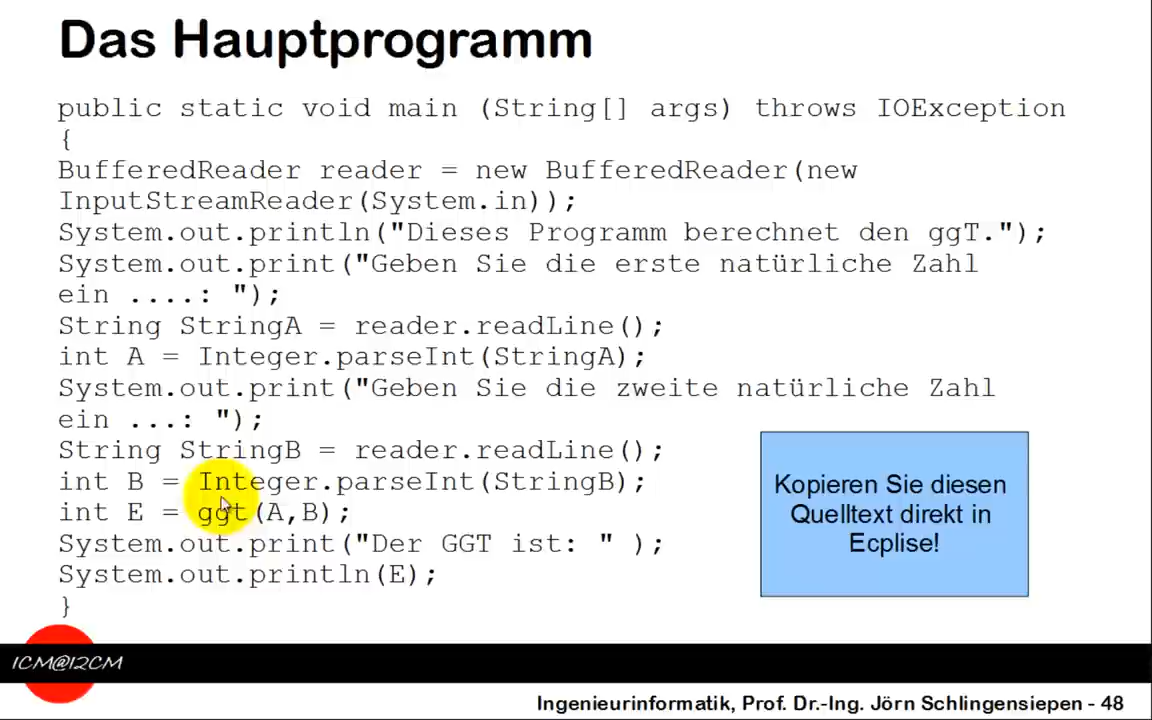 Das Hauptprogramm
public static void main (String[] args) throws IOException
{
BufferedReader reader = new BufferedReader(new
InputStreamReader(System.in));
System.out.println("Dieses Programm berechnet den ggT.");
System.out.print("Geben Sie die erste natürliche Zahl
ein ....: ");
String StringA = reader.readLine();
int A = Integer.parseInt(StringA);
System.out.print("Geben Sie die zweite natürliche Zahl
ein ...: ");
String StringB = reader.readLine();
int B = Integer.parseInt(StringB);
int E = ggt(A,B);
System.out.print("Der GGT ist: " );
System.out.println(E);
}
Kopieren Sie diesen
Quelltext direkt in
Ecplise!
1CM@12CM
Ingenieurinformatik, Prof. Dr.-Ing. Jörn Schlingensiepen - 48